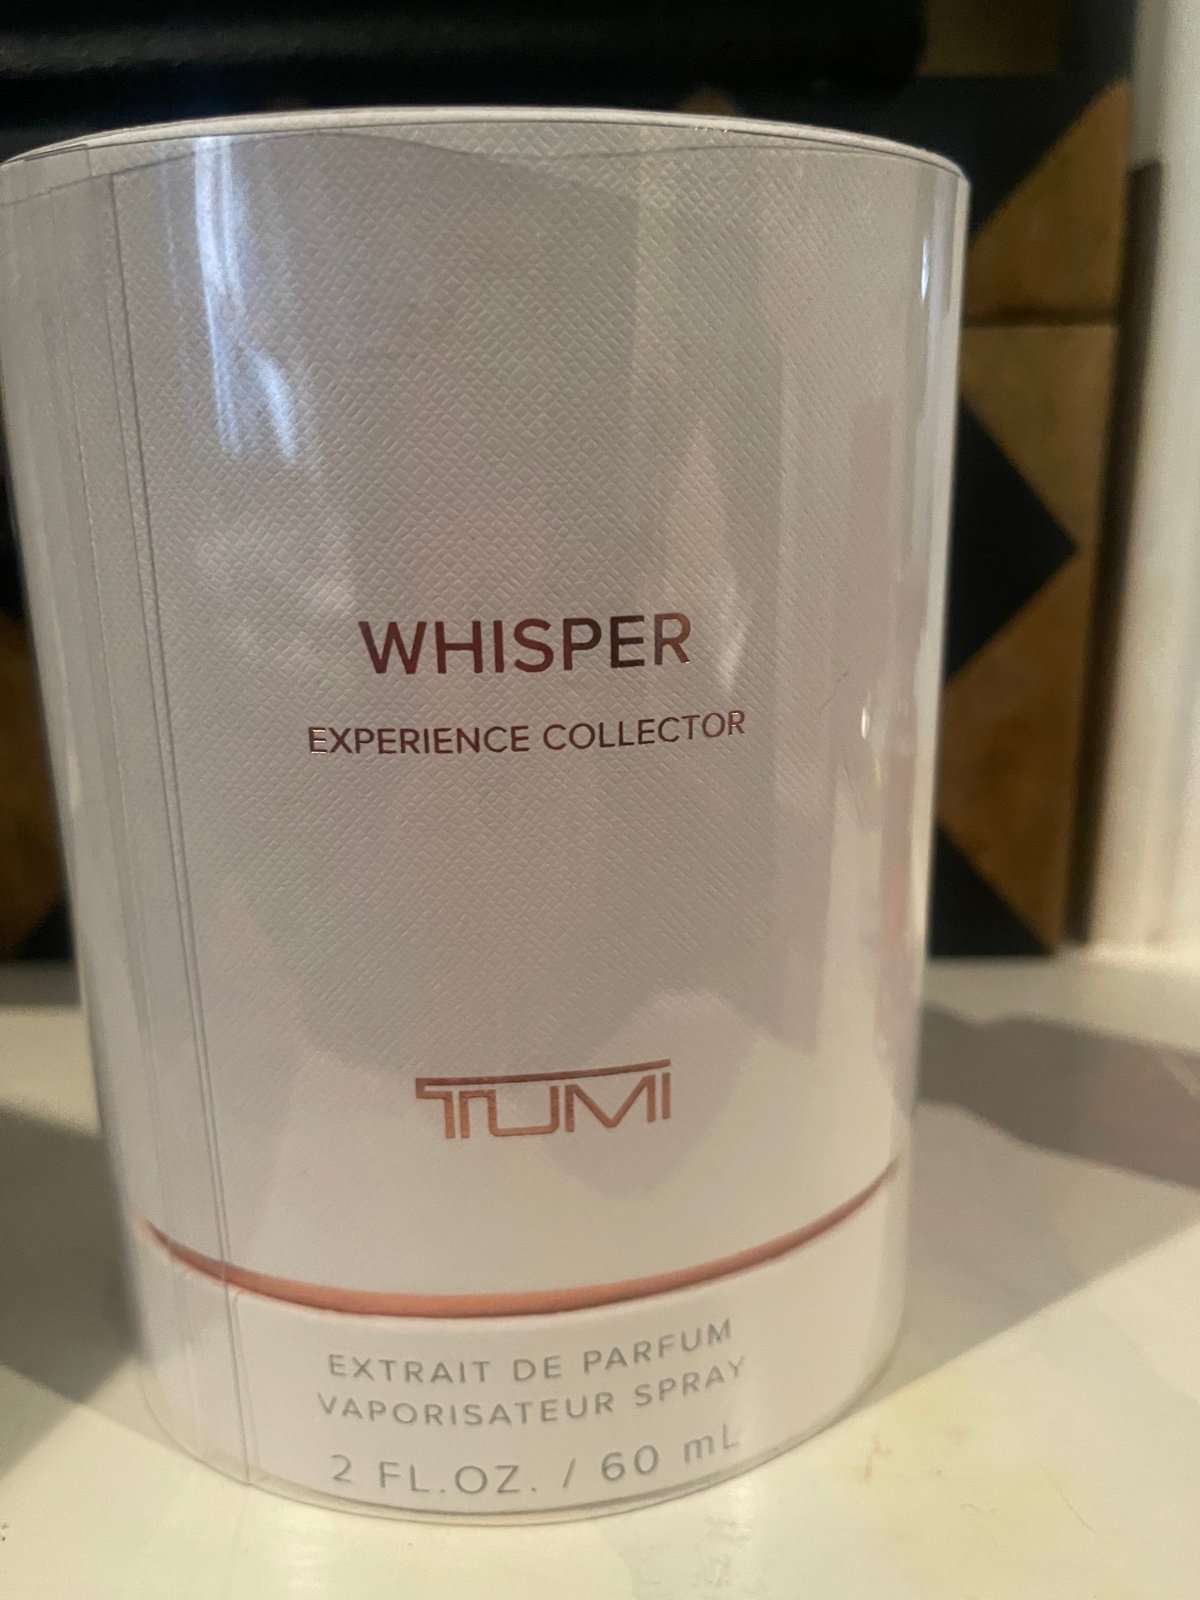 WHISPER
EXPERIENCE COLLECTOR
TUMI
EXTRAIT DE PARFUM
VAPORISATEUR SPRAY
2 FL.OZ. / 60 mL